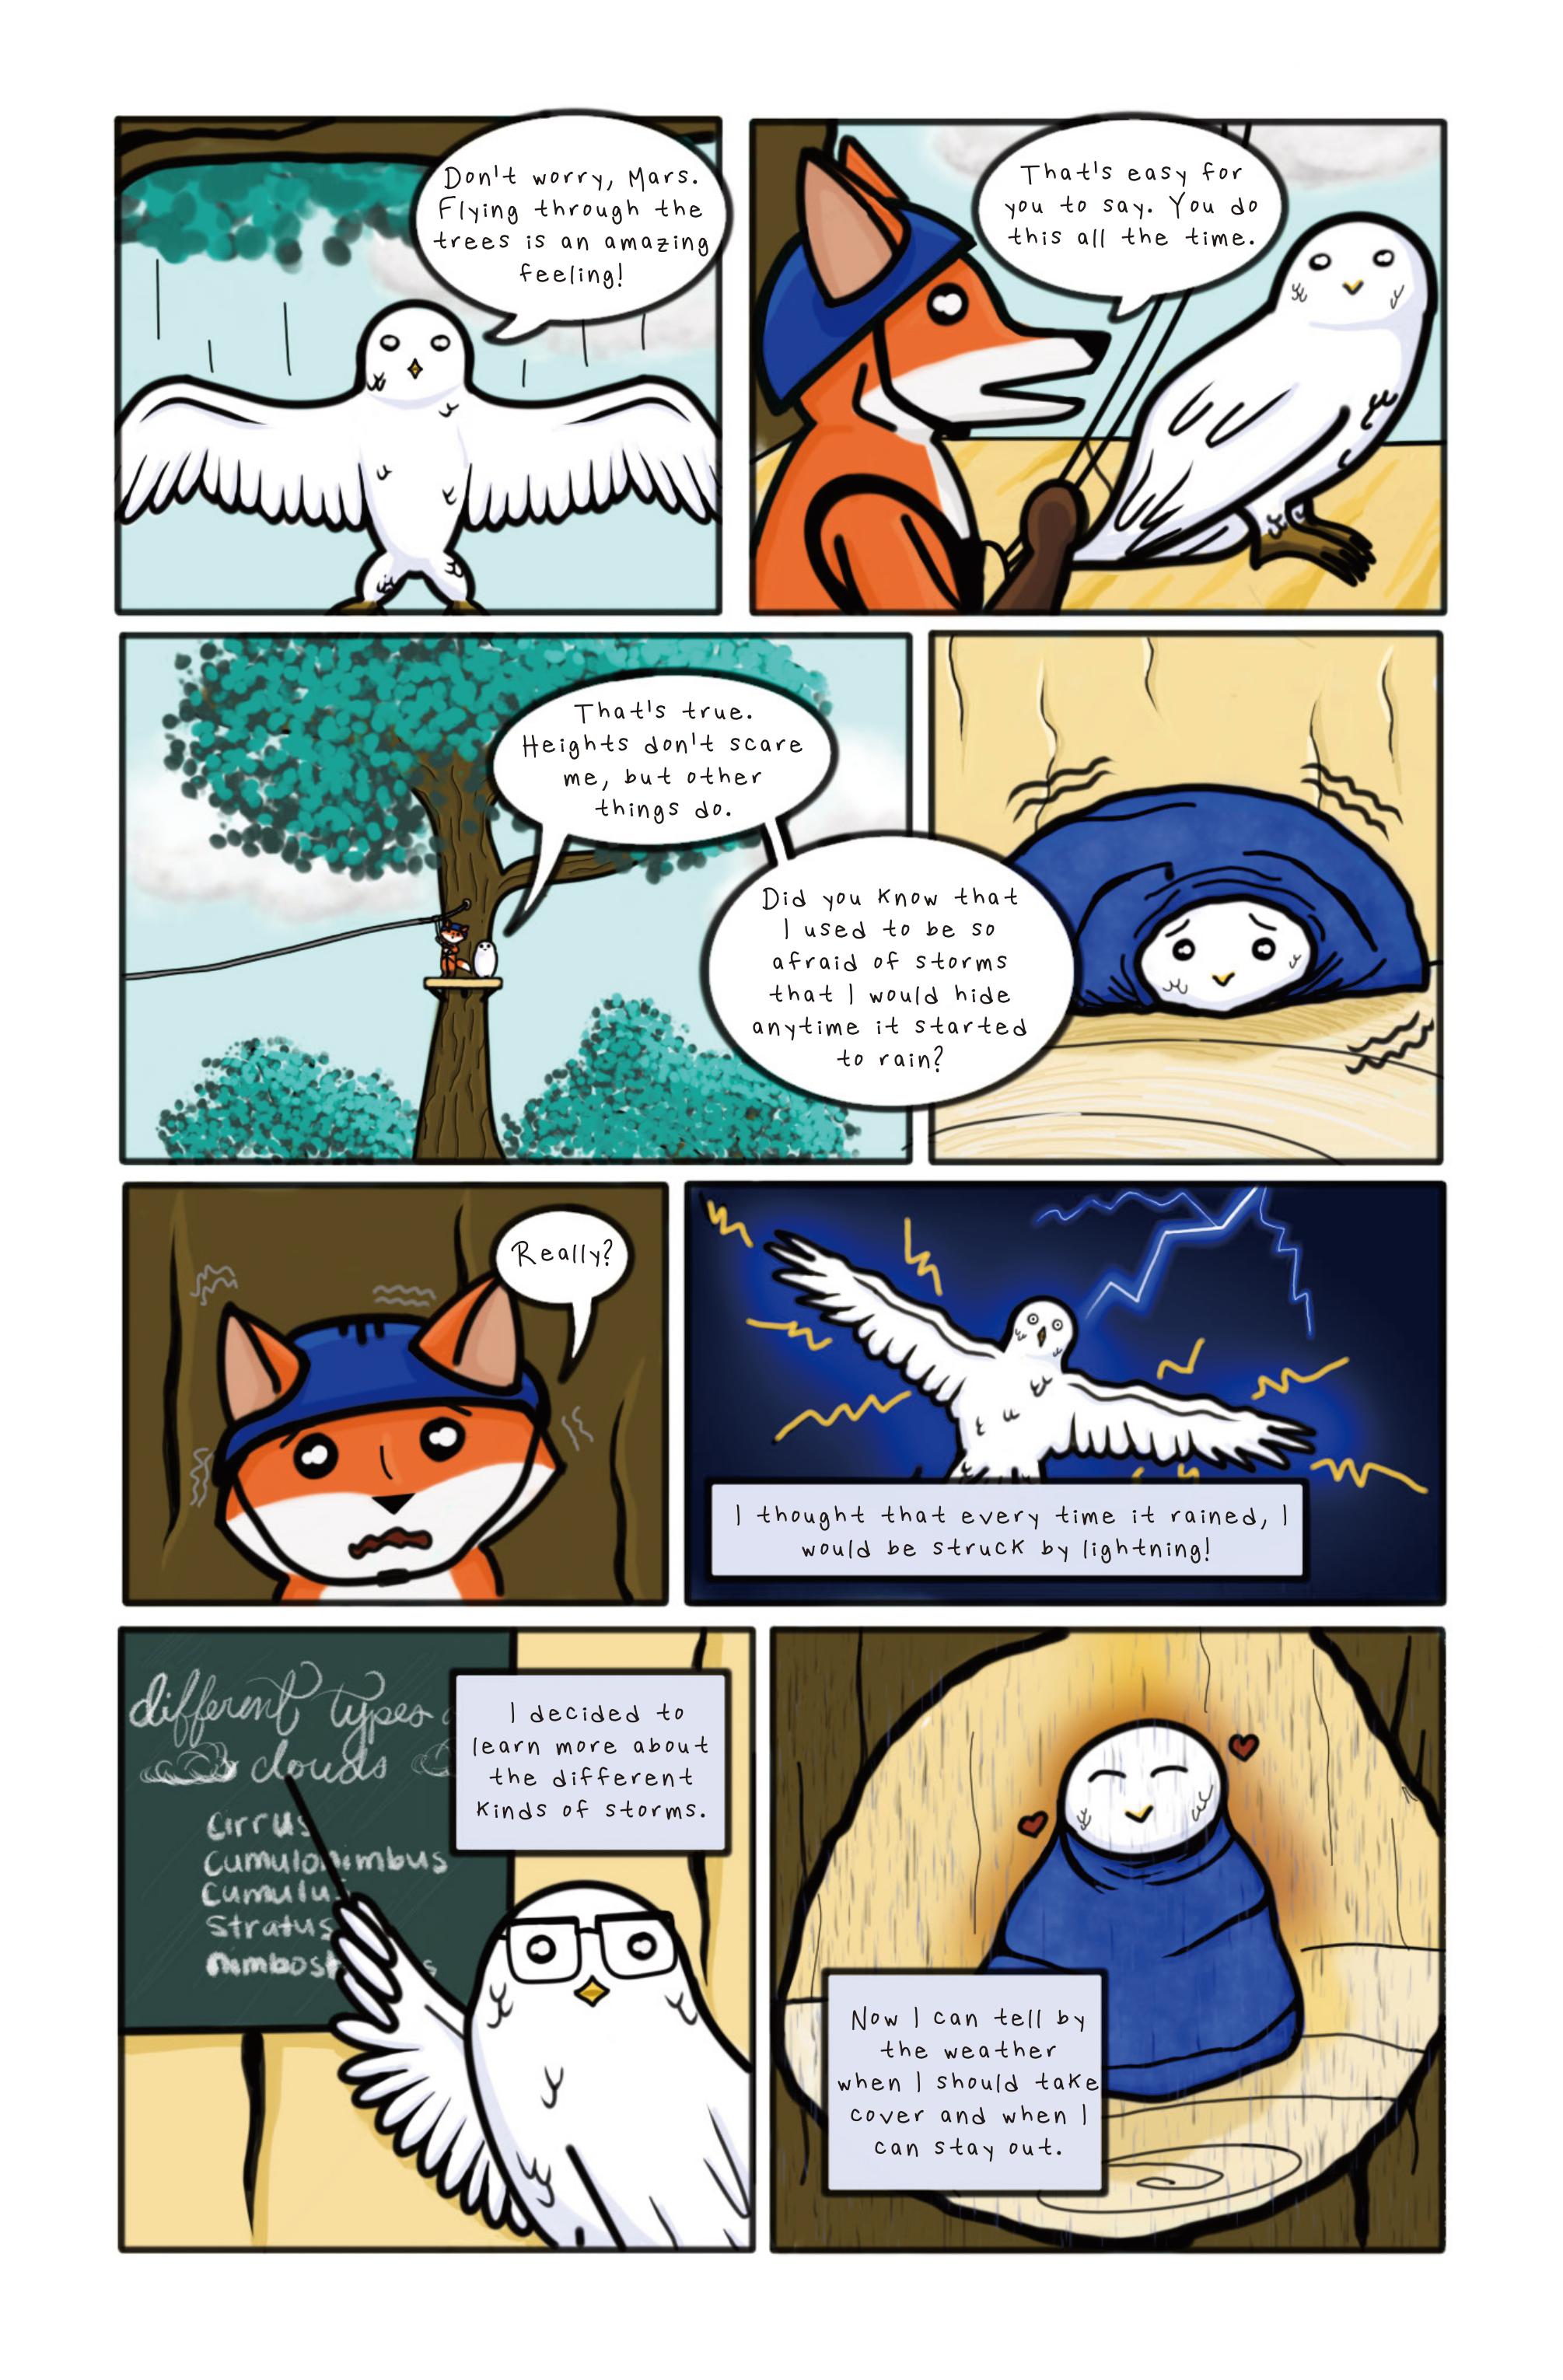 Don't worry, Mars.
Flying through the
trees is an amazing
feeling!
That's easy for
you to say. You do
this all the time.
That's true.
Heights don't scare
me, but other
things do.
Did you know that
I used to be so
afraid of storms
that I would hide
anytime it started
to rain?
Really?
I thought that every time it rained, I
would be struck by lightning!
different types
clouds
Cirrus
Cumulonimbus
Cumulus
Stratus
I decided to
learn more about
the different
kinds of storms.
Now I can tell by
the weather
when I should take
cover and when I
can stay out.